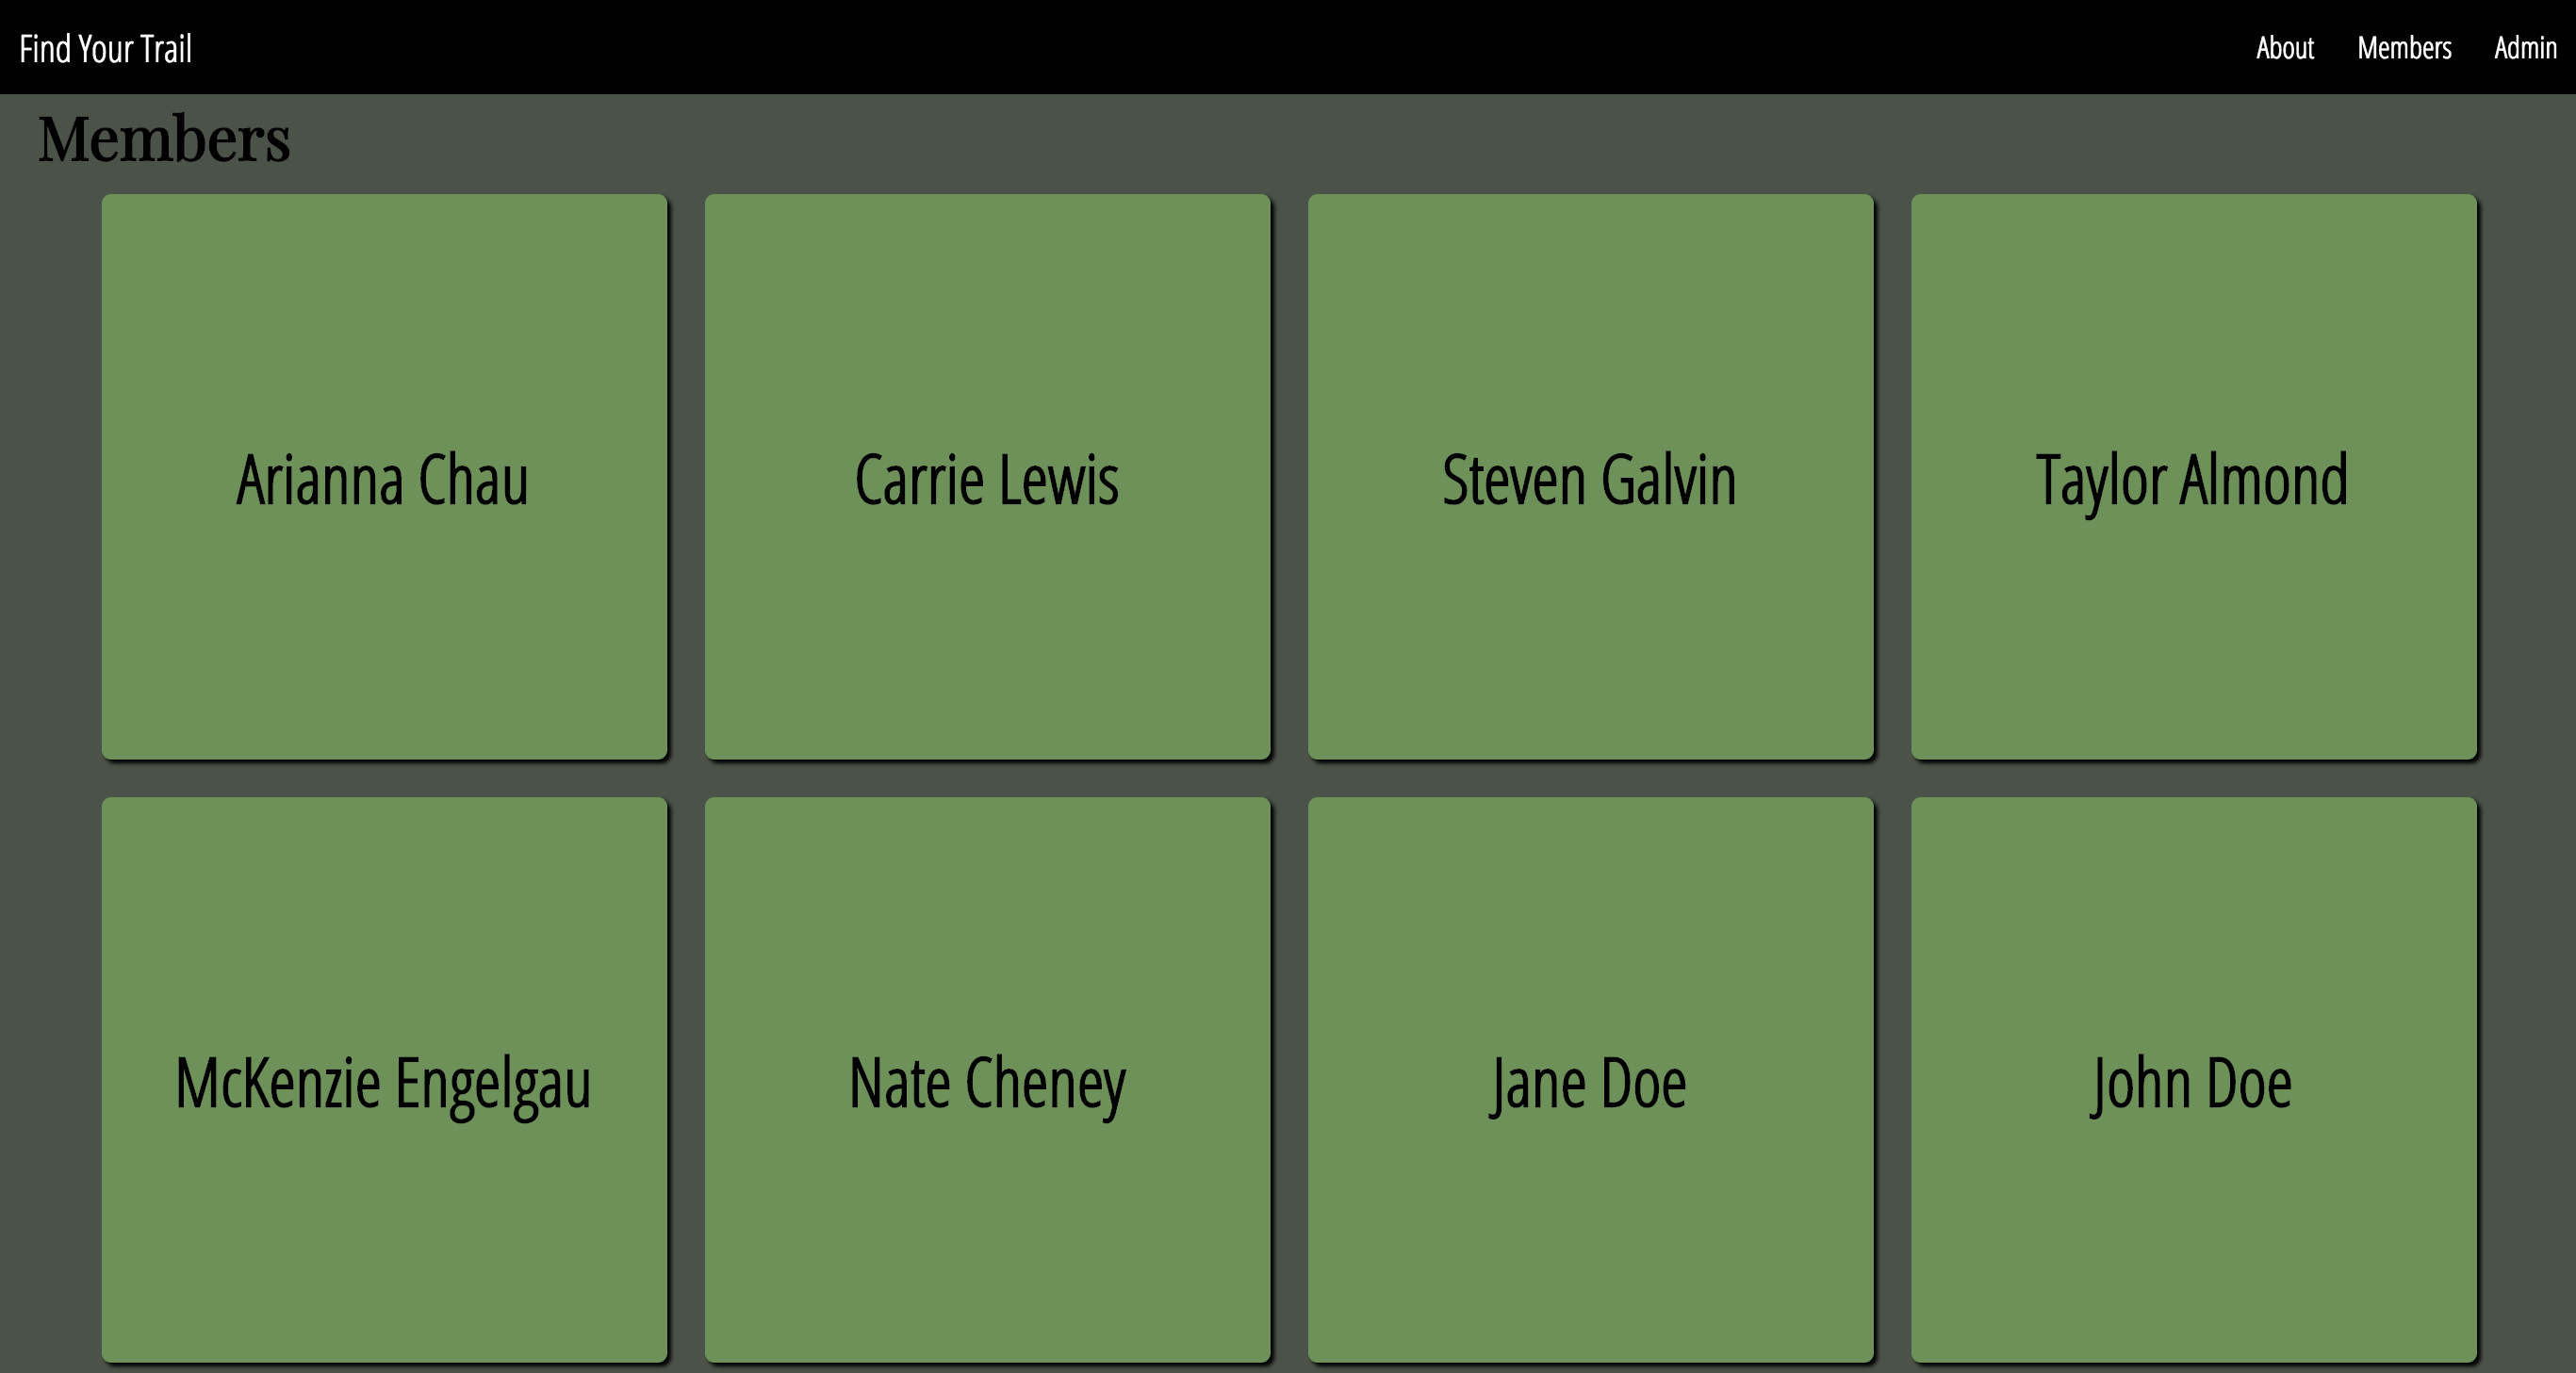 Find Your Trail About Members Admin
Members
Arianna Chau
Carrie Lewis
Steven Galvin
Taylor Almond
McKenzie Engelgau
Nate Cheney
Jane Doe
John Doe